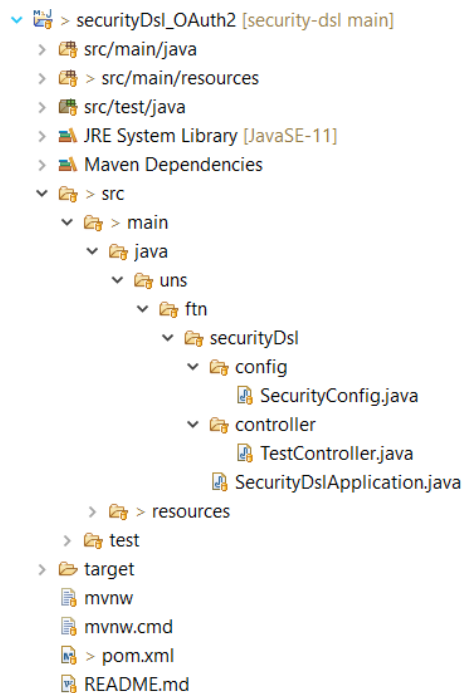 > securityDsl_OAuth2 [security-dsl main]
src/main/java
> src/main/resources
src/test/java
JRE System Library [JavaSE-11]
Maven Dependencies
> src
> main
java
uns
ftn
securityDsl
config
SecurityConfig.java
controller
TestController.java
SecurityDslApplication.java
> resources
test
target
mvnw
mvnw.cmd
> pom.xml
README.md